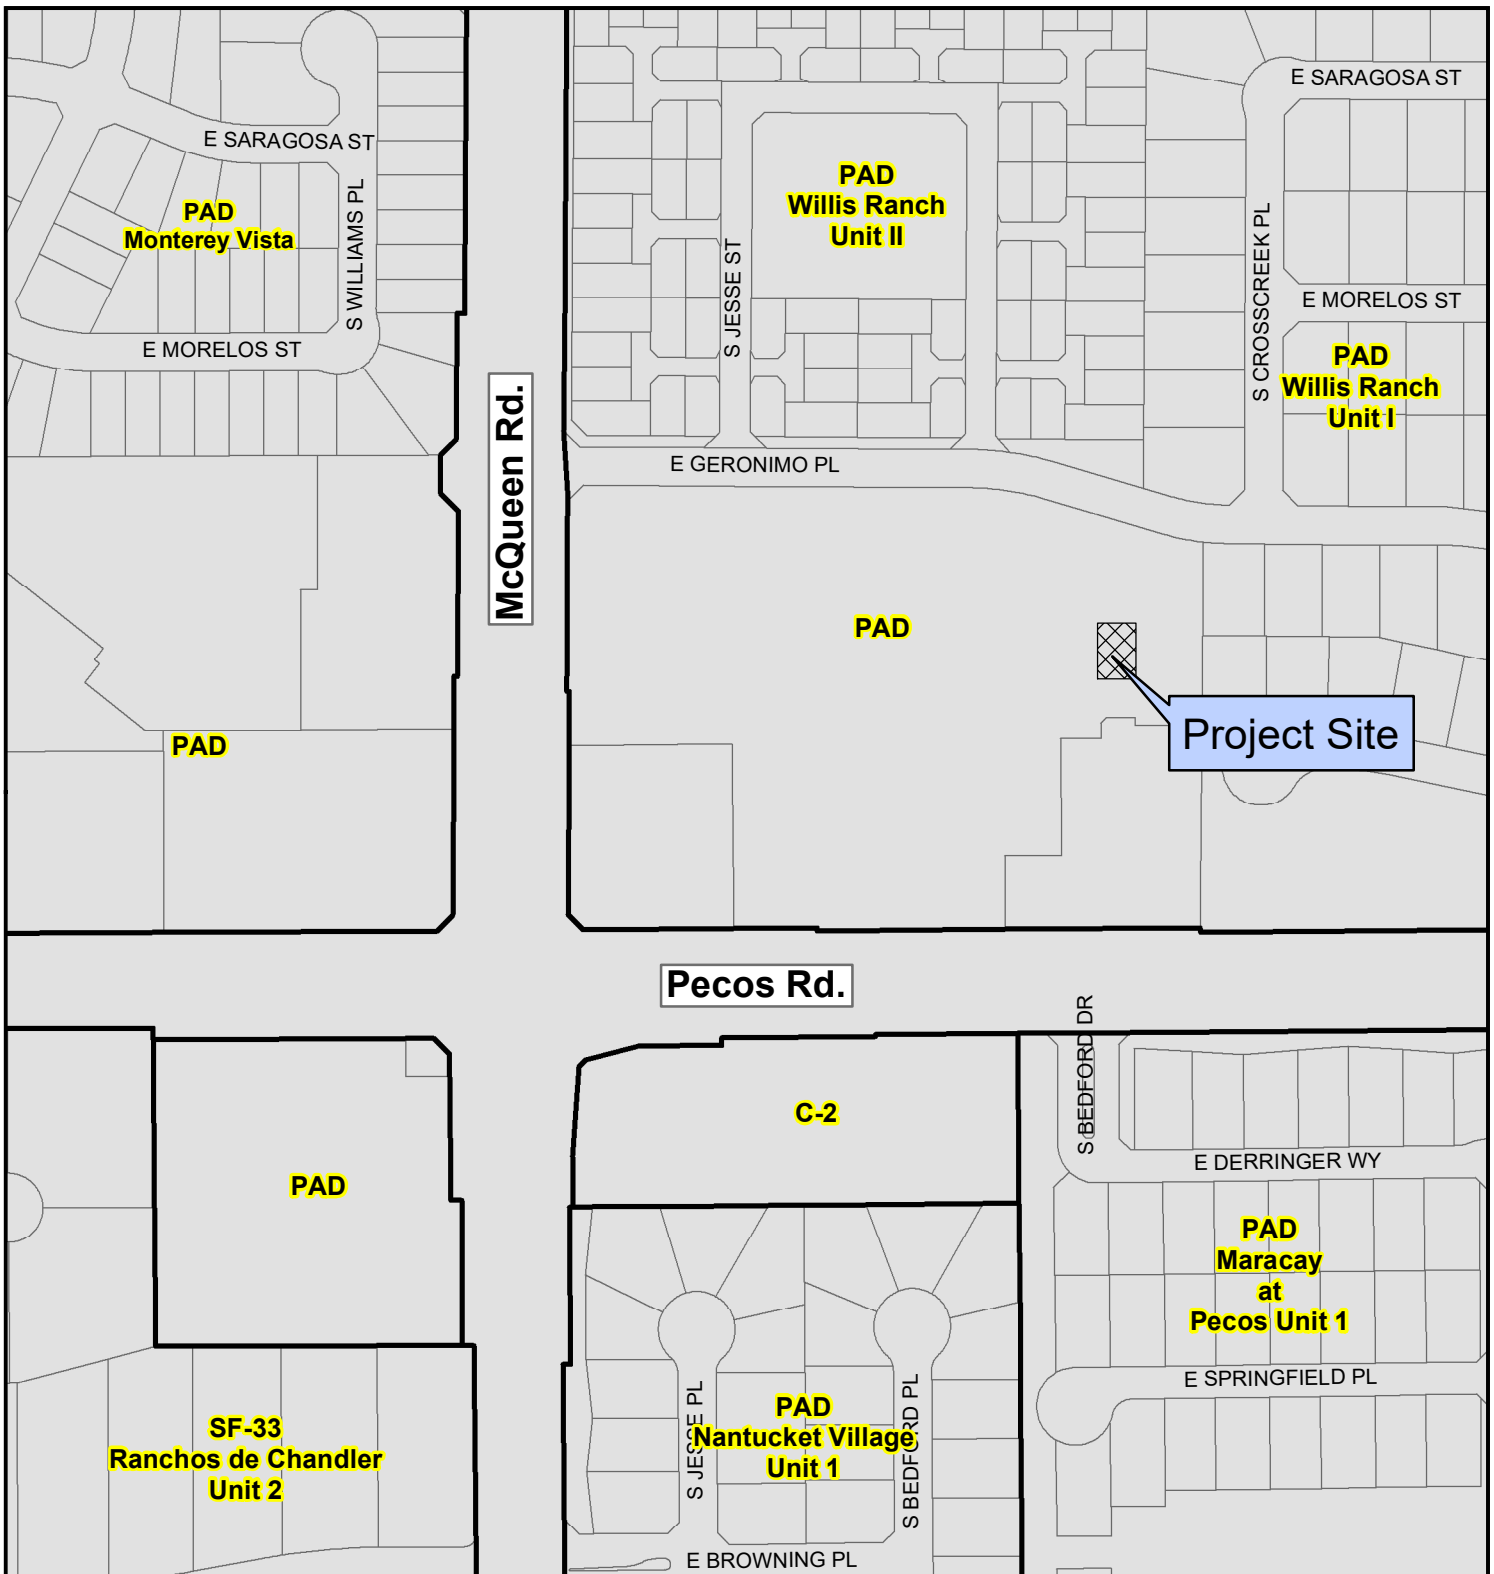 E SARAGOSA ST
E SARAGOSA ST
PAD
Monterey Vista
S WILLIAMS PL
E MORELOS ST
PAD
Willis Ranch
Unit II
S JESSE ST
S CROSSCREEK PL
E MORELOS ST
PAD
Willis Ranch
Unit I
McQueen Rd.
E GERONIMO PL
PAD
Project Site
PAD
Pecos Rd.
S BEDFORD DR
C-2
E DERRINGER WY
PAD
PAD
Maracay
at
Pecos Unit 1
E SPRINGFIELD PL
SF-33
Ranchos de Chandler
Unit 2
S JESSE PL
PAD
Nantucket Village
Unit 1
S BEDFORD PL
E BROWNING PL